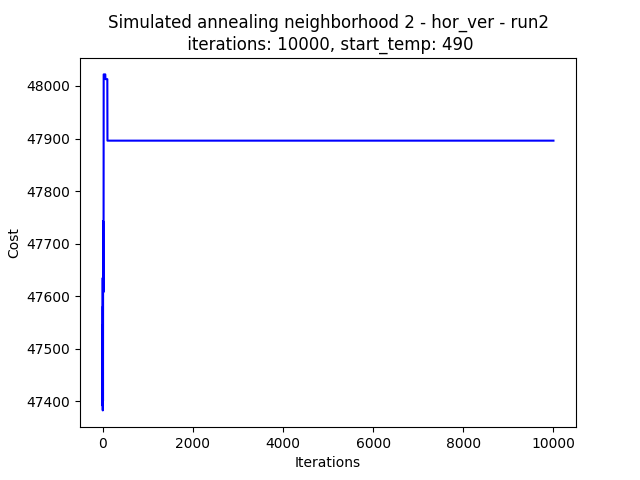 Simulated annealing neighborhood 2 - hor_ver - run2
iterations: 10000, start_temp: 490
48000
47900
47800
47700
47600
47500
47400
Cost
0 2000 4000 6000 8000 10000
Iterations